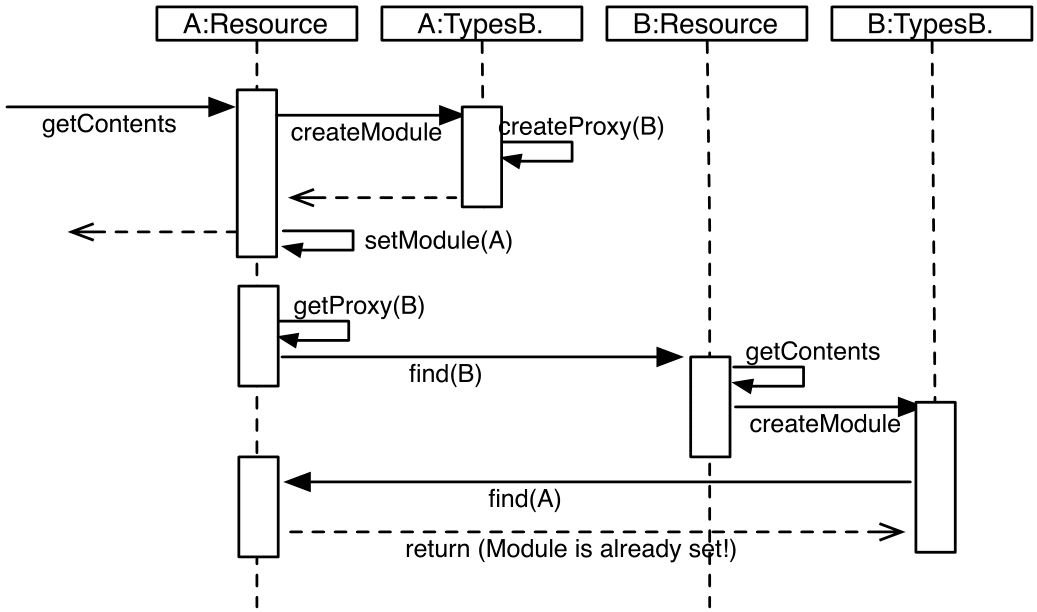 A:Resource
A:TypesB.
B:Resource
B:TypesB.
getContents
createModule
createProxy(B)
setModule(A)
getProxy(B)
find(B)
getContents
createModule
find(A)
return (Module is already set!)